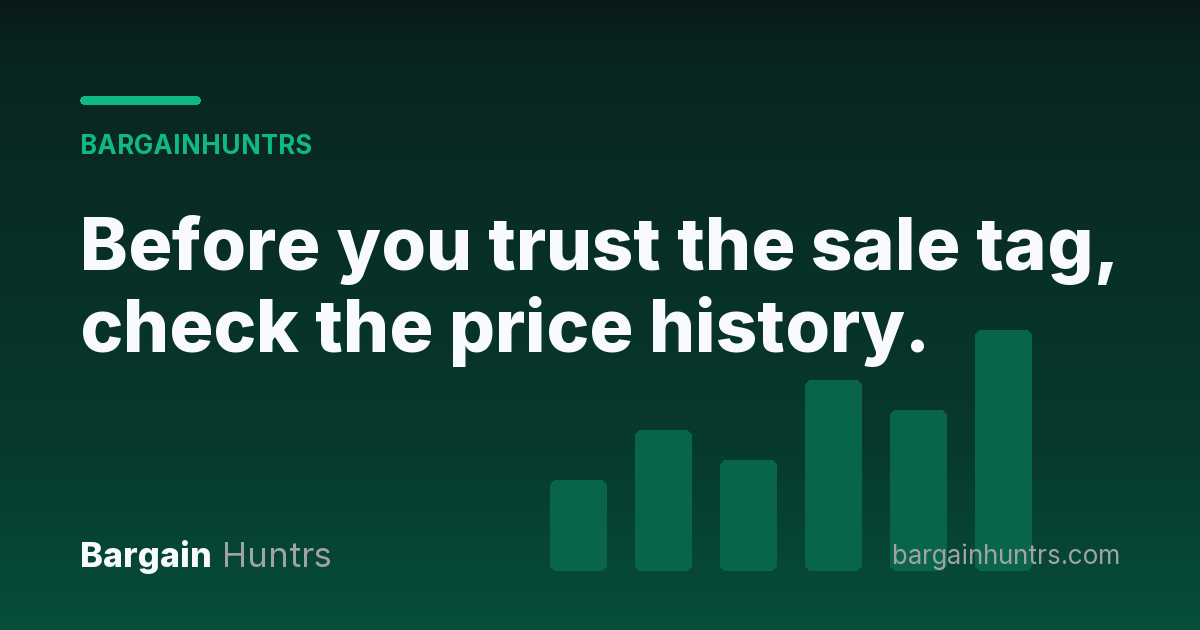 BARGAINHUNTRS
Before you trust the sale tag,
check the price history.
Bargain Huntrs
bargainhuntrs.com